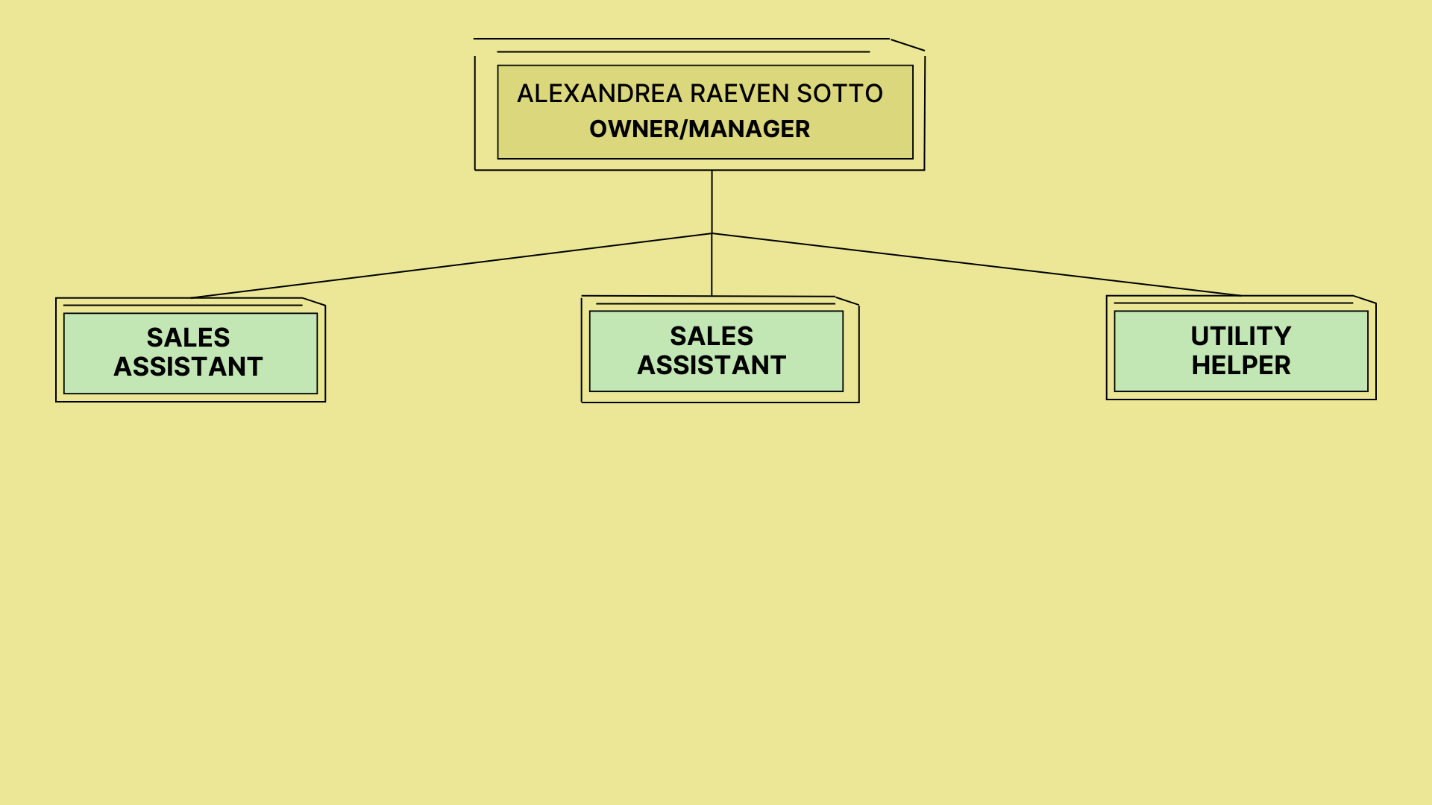 ALEXANDREA RAEVEN SOTTO
OWNER/MANAGER
SALES
ASSISTANT
SALES
ASSISTANT
UTILITY
HELPER